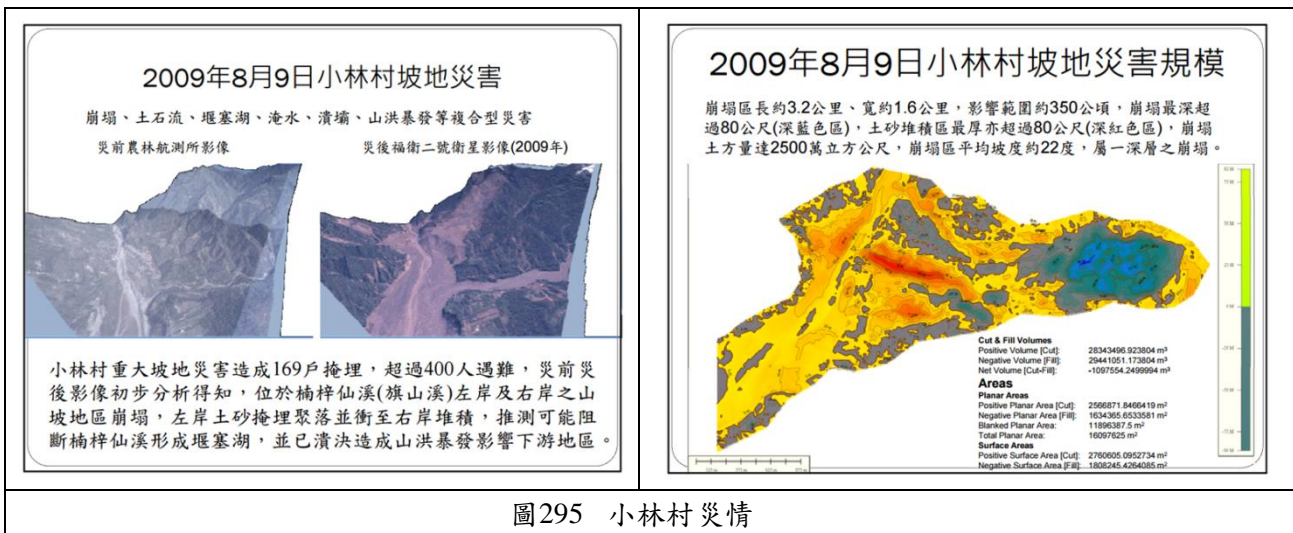 2009年8月9日小林村坡地災害
崩塌、土石流、堰塞湖、淹水、潰壩、山洪暴發等複合型災害
災前農林航測所影像
災後福衛二號衛星影像(2009年)
小林村重大坡地災害造成169戶掩埋，超過400人遇難，災前災
後影像初步分析得知，位於楠梓仙溪(旗山溪)左岸及右岸之山
坡地區崩塌，左岸土砂掩埋聚落並衝至右岸堆積，推測可能阻
斷楠梓仙溪形成堰塞湖，並已潰決造成山洪暴發影響下游地區。
2009年8月9日小林村坡地災害規模
崩塌區長約3.2公里、寬約1.6公里，影響範圍約350公頃，崩塌最深超
過80公尺(深藍色區)，土砂堆積區最厚亦超過80公尺(深紅色區)，崩塌
土方量達2500萬立方公尺，崩塌區平均坡度約22度，屬一深層之崩塌。
Cut & Fill Volumes
Positive Volume [Cut]: 28343496.923804 m³
Negative Volume [Fill]: 29441051.173804 m³
Net Volume [Cut-Fill]: -1097554.2499994 m³
Areas
Planar Areas
Positive Planar Area [Cut]: 2566871.8466419 m²
Negative Planar Area [Fill]: 1634365.6533581 m²
Blanked Planar Area: 11896387.5 m²
Total Planar Area: 16097625 m²
Surface Areas
Positive Surface Area [Cut]: 2760605.0952734 m²
Negative Surface Area [Fill]: 1808245.4264085 m²
圖295 小林村災情